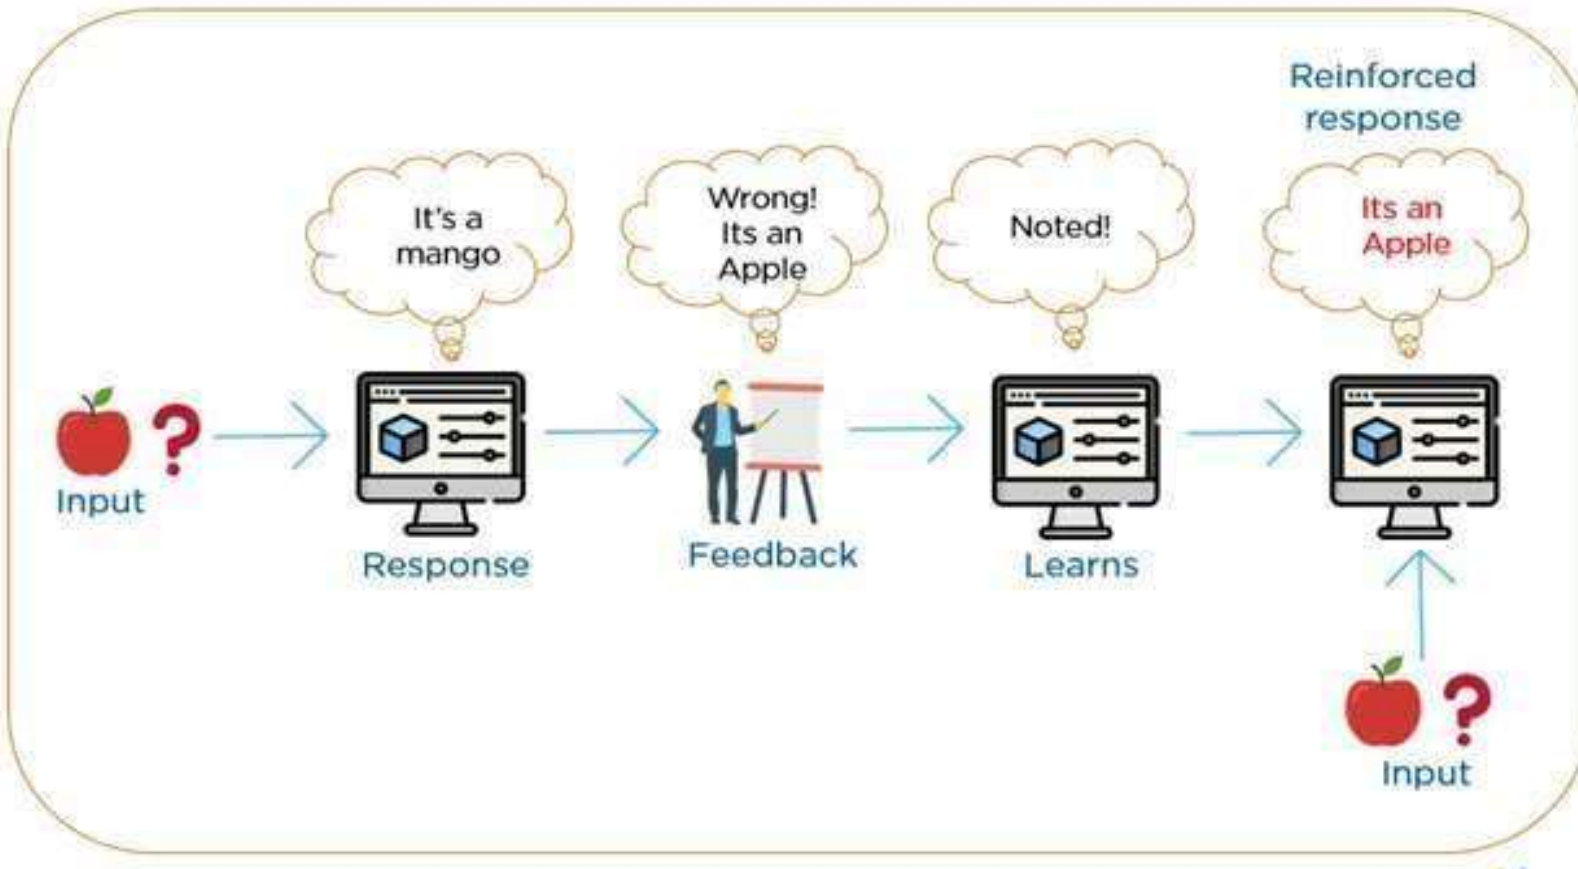 Reinforced
response
It's a
mango
Wrong!
Its an
Apple
Noted!
Its an
Apple
?
Input
Response
Feedback
Learns
?
Input